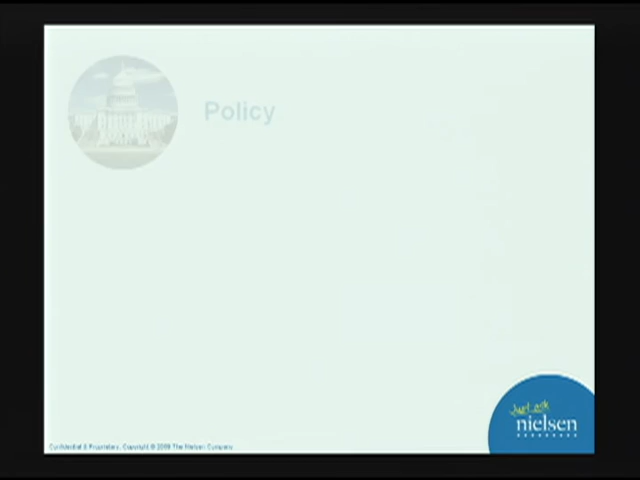 Policy
Just ask
nielsen
Confidential & Proprietary. Copyright © 2009 The Nielsen Company